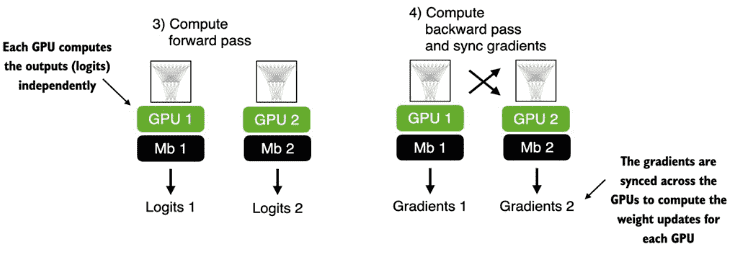 3) Compute
forward pass
Each GPU computes
the outputs (logits)
independently
GPU 1
GPU 2
Mb 1
Mb 2
Logits 1
Logits 2
4) Compute
backward pass
and sync gradients
GPU 1
GPU 2
Mb 1
Mb 2
Gradients 1
Gradients 2
The gradients are
synced across the
GPUs to compute the
weight updates for
each GPU